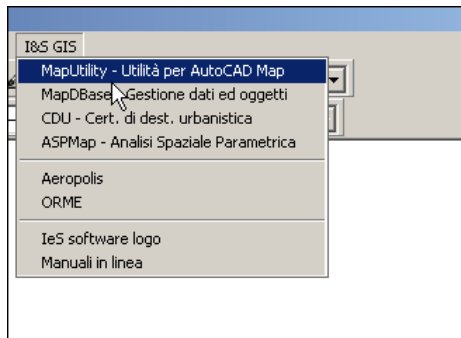 I&S GIS
MapUtility - Utilità per AutoCAD Map
MapDBase - Gestione dati ed oggetti
CDU - Cert. di dest. urbanistica
ASPMap - Analisi Spaziale Parametrica
Aeropolis
ORME
IeS software logo
Manuali in linea